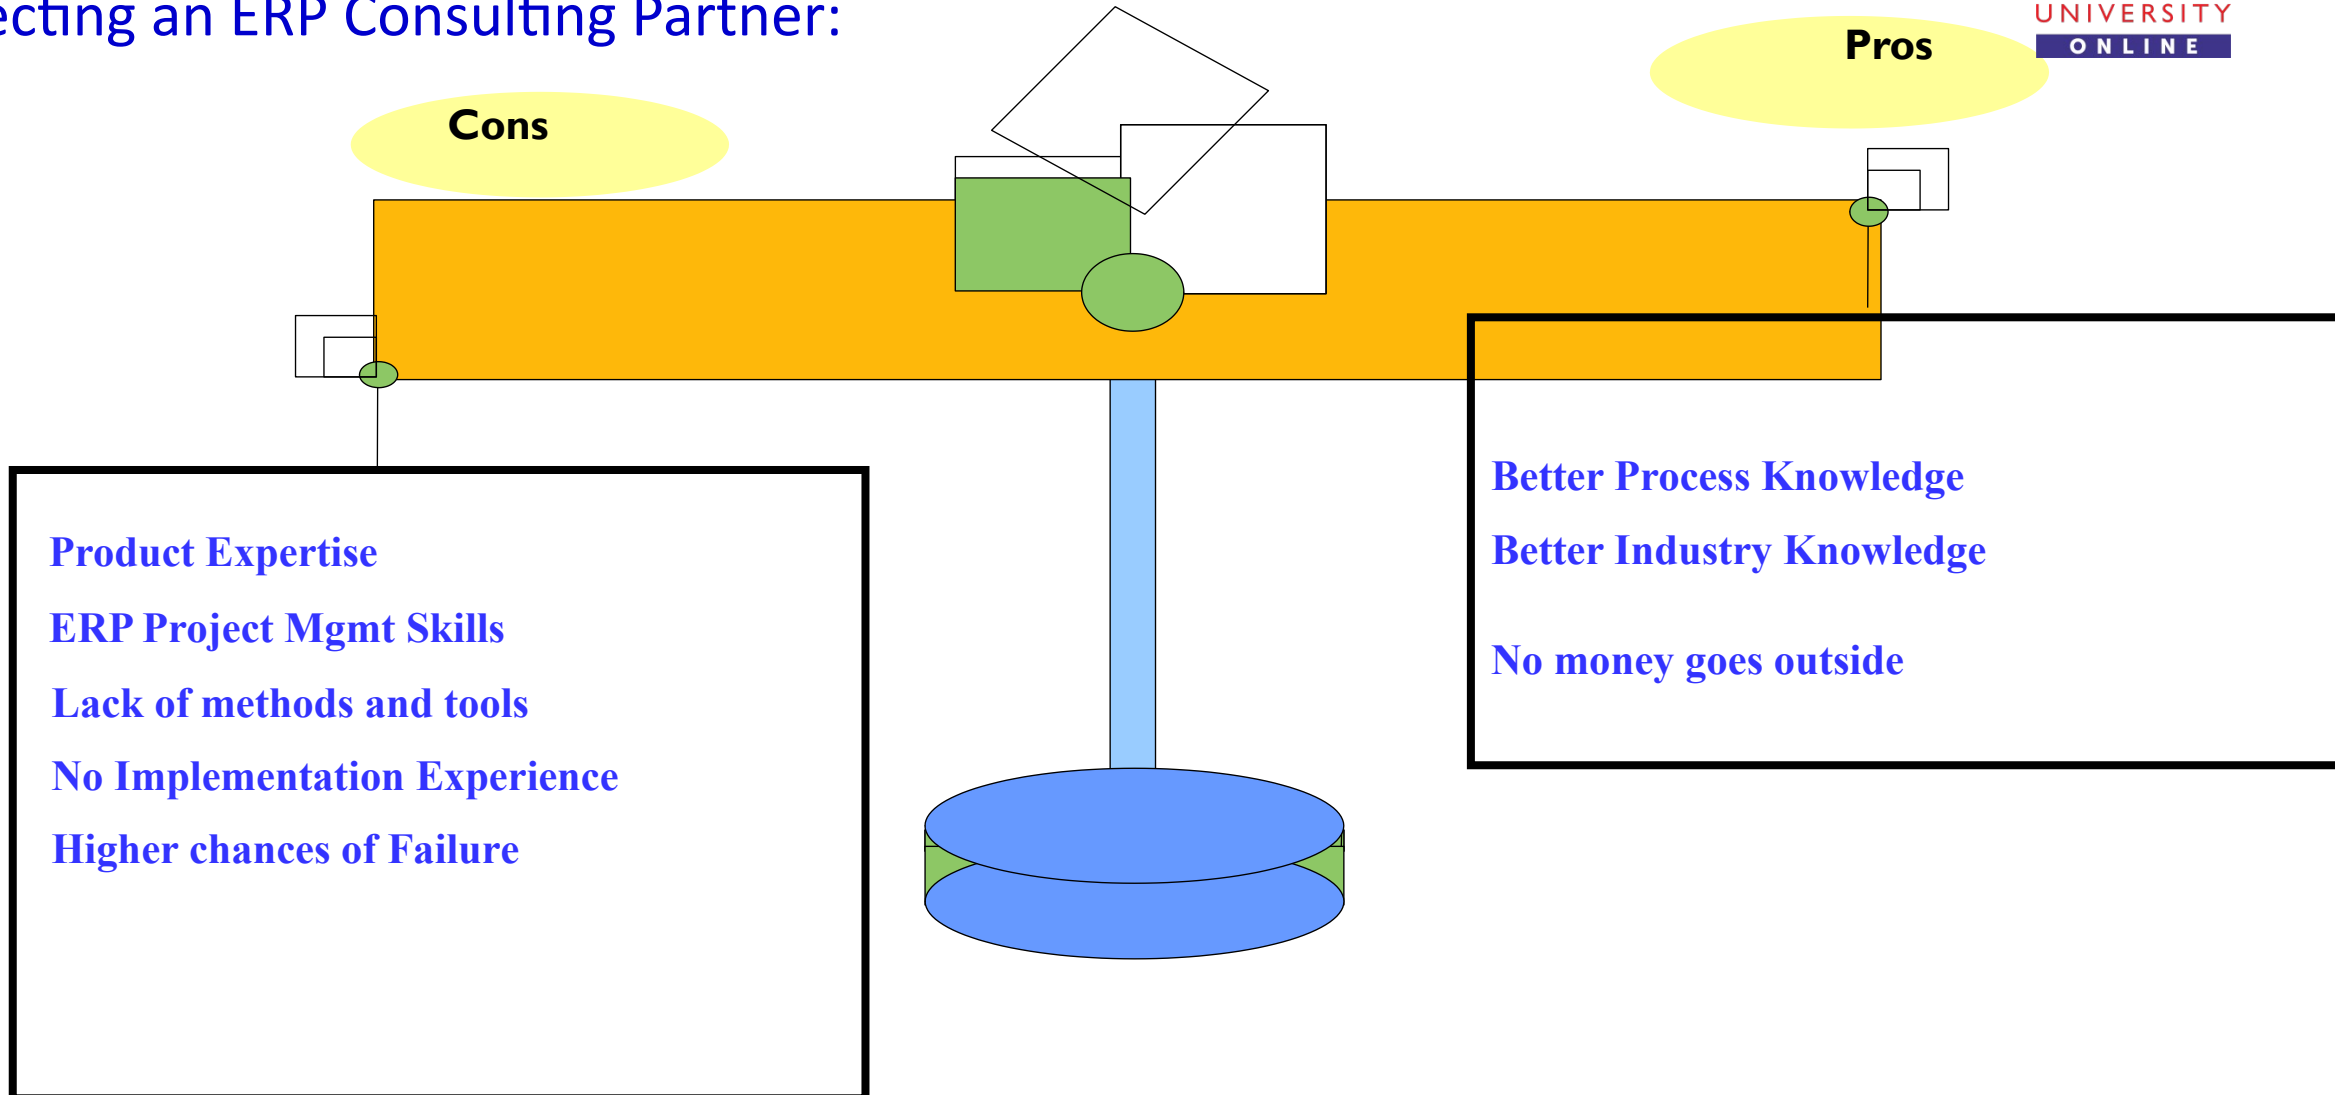 ecting an ERP Consulting Partner:
UNIVERSITY
ONLINE
Pros
Cons
Product Expertise
ERP Project Mgmt Skills
Lack of methods and tools
No Implementation Experience
Higher chances of Failure
Better Process Knowledge
Better Industry Knowledge
No money goes outside